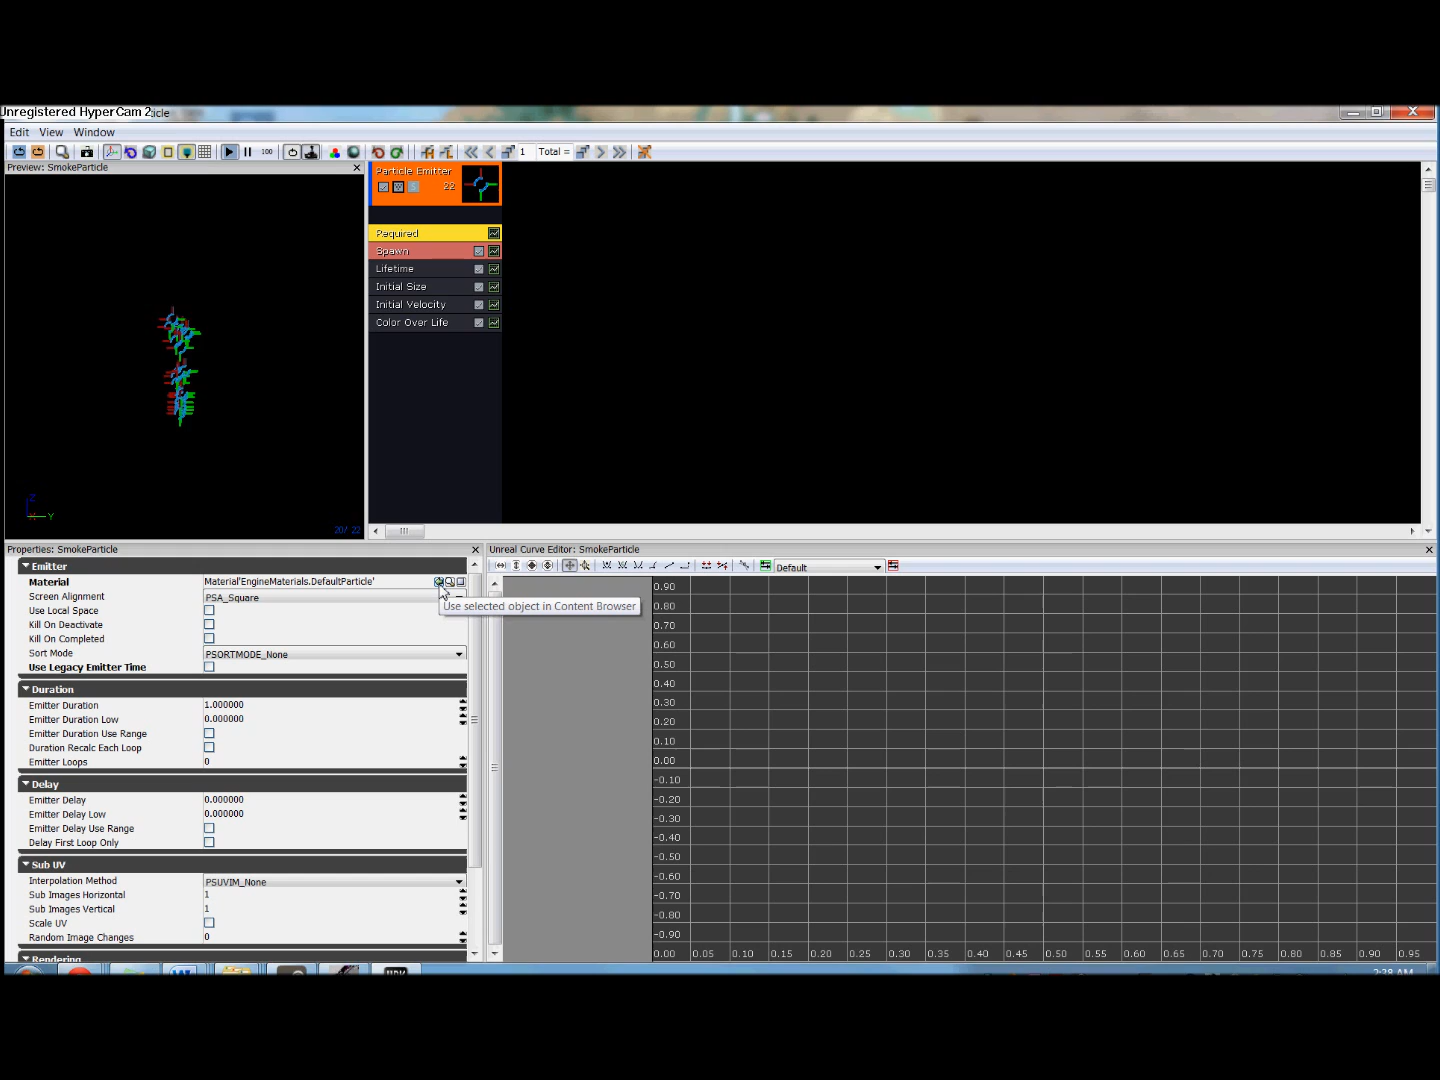 Unregistered HyperCam 2
icle
Edit View Window
100
1 Total =
Preview: SmokeParticle
Particle Emitter
22
Required
Spawn
Lifetime
Initial Size
Initial Velocity
Color Over Life
Z
X Y
20/ 22
Properties: SmokeParticle
Emitter
Material Material'EngineMaterials.DefaultParticle'
Screen Alignment PSA_Square
Use Local Space
Kill On Deactivate
Kill On Completed
Sort Mode PSORTMODE_None
Use Legacy Emitter Time
Duration
Emitter Duration 1.000000
Emitter Duration Low 0.000000
Emitter Duration Use Range
Duration Recalc Each Loop
Emitter Loops 0
Delay
Emitter Delay 0.000000
Emitter Delay Low 0.000000
Emitter Delay Use Range
Delay First Loop Only
Sub UV
Interpolation Method PSUVIM_None
Sub Images Horizontal 1
Sub Images Vertical 1
Scale UV
Random Image Changes 0
Rendering
Use selected object in Content Browser
Unreal Curve Editor: SmokeParticle
Default
0.90
0.80
0.70
0.60
0.50
0.40
0.30
0.20
0.10
0.00
-0.10
-0.20
-0.30
-0.40
-0.50
-0.60
-0.70
-0.80
-0.90
0.00 0.05 0.10 0.15 0.20 0.25 0.30 0.35 0.40 0.45 0.50 0.55 0.60 0.65 0.70 0.75 0.80 0.85 0.90 0.95
2:38 AM